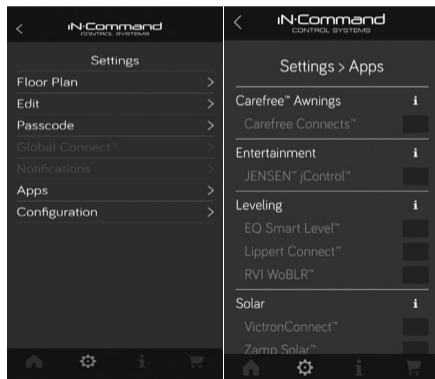 iN·Command
CONTROL SYSTEMS
Settings
Floor Plan
Edit
Passcode
Global Connect™
Notifications
Apps
Configuration
iN·Command
CONTROL SYSTEMS
Settings > Apps
Carefree™ Awnings
Carefree Connects™
Entertainment
JENSEN™ jControl™
Leveling
EQ Smart Level™
Lippert Connect™
RVI WoBLR™
Solar
VictronConnect™
Zamp Solar™